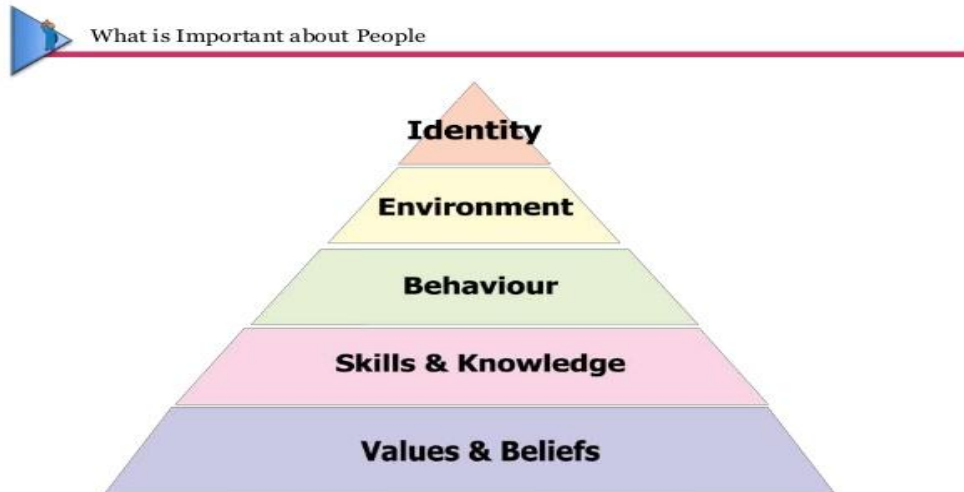 What is Important about People
Identity
Environment
Behaviour
Skills & Knowledge
Values & Beliefs